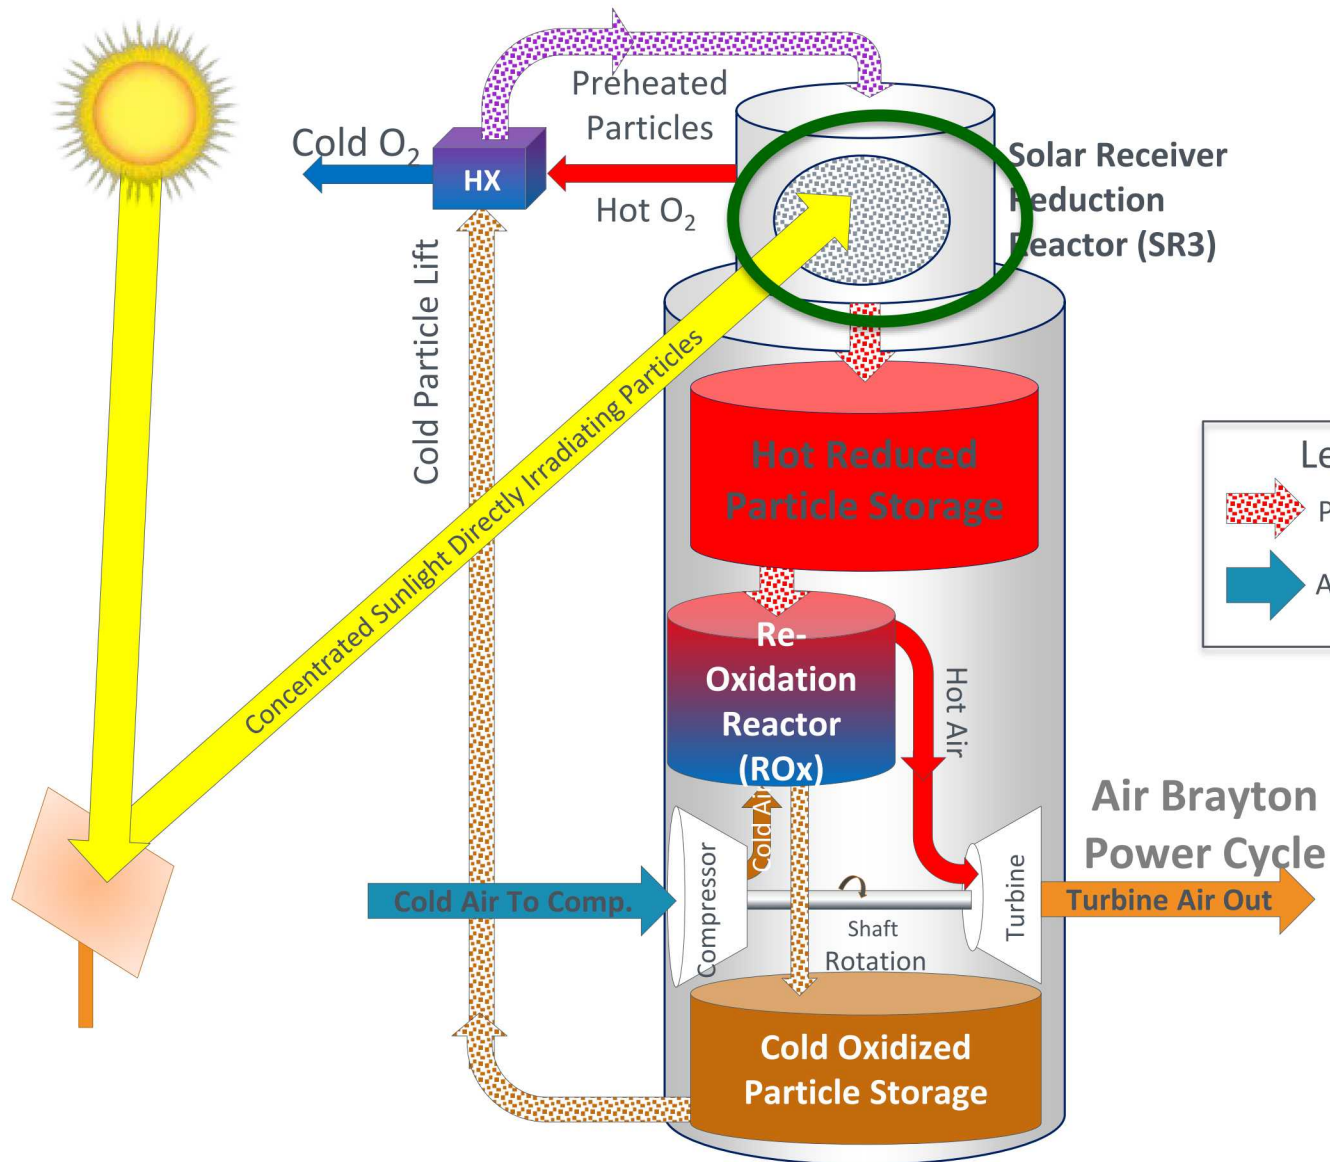 Preheated
Particles
Cold O₂
HX
Hot O₂
Solar Receiver
Reduction
Reactor (SR3)
Cold Particle Lift
Concentrated Sunlight Directly Irradiating Particles
Hot Reduced
Particle Storage
Re-
Oxidation
Reactor
(ROx)
Hot Air
Cold Air
Air Brayton
Power Cycle
Cold Air To Comp.
Compressor
Shaft
Rotation
Turbine
Turbine Air Out
Cold Oxidized
Particle Storage
Le
P
A